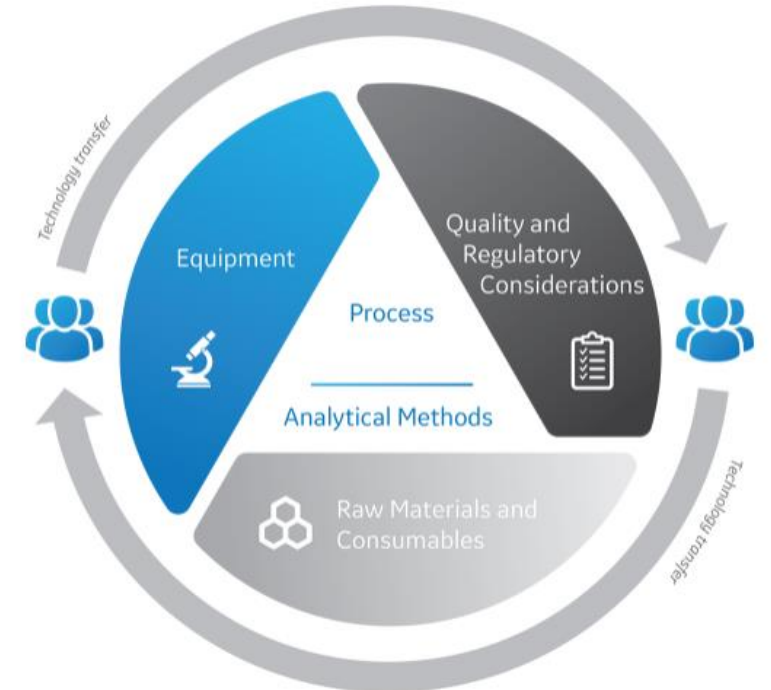 Technology transfer
Equipment
Quality and
Regulatory
Considerations
Process
Analytical Methods
Raw Materials and
Consumables
Technology transfer